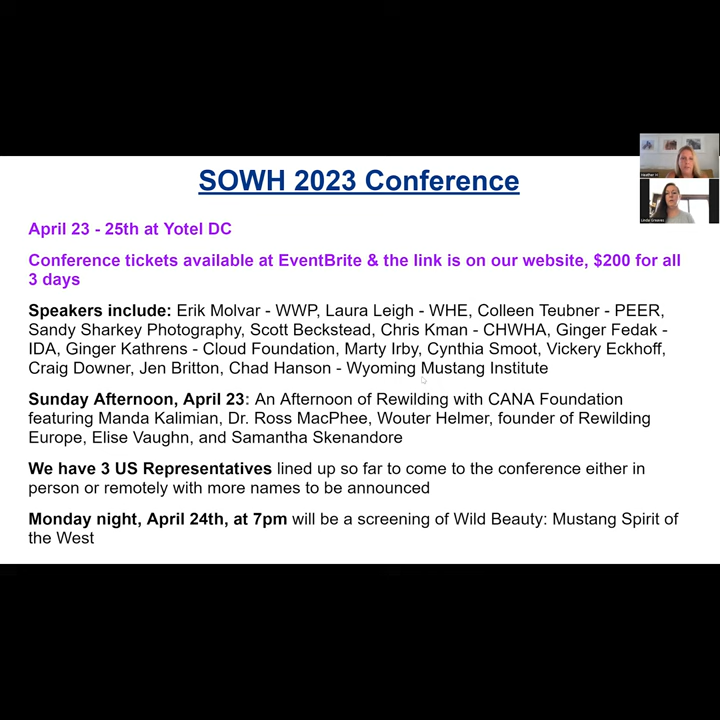 SOWH 2023 Conference
April 23 - 25th at Yotel DC
Conference tickets available at EventBrite & the link is on our website, $200 for all
3 days
Speakers include: Erik Molvar - WWP, Laura Leigh - WHE, Colleen Teubner - PEER,
Sandy Sharkey Photography, Scott Beckstead, Chris Kman - CHWHA, Ginger Fedak -
IDA, Ginger Kathrens - Cloud Foundation, Marty Irby, Cynthia Smoot, Vickery Eckhoff,
Craig Downer, Jen Britton, Chad Hanson - Wyoming Mustang Institute
Sunday Afternoon, April 23: An Afternoon of Rewilding with CANA Foundation
featuring Manda Kalimian, Dr. Ross MacPhee, Wouter Helmer, founder of Rewilding
Europe, Elise Vaughn, and Samantha Skenandore
We have 3 US Representatives lined up so far to come to the conference either in
person or remotely with more names to be announced
Monday night, April 24th, at 7pm will be a screening of Wild Beauty: Mustang Spirit of
the West
Heather H